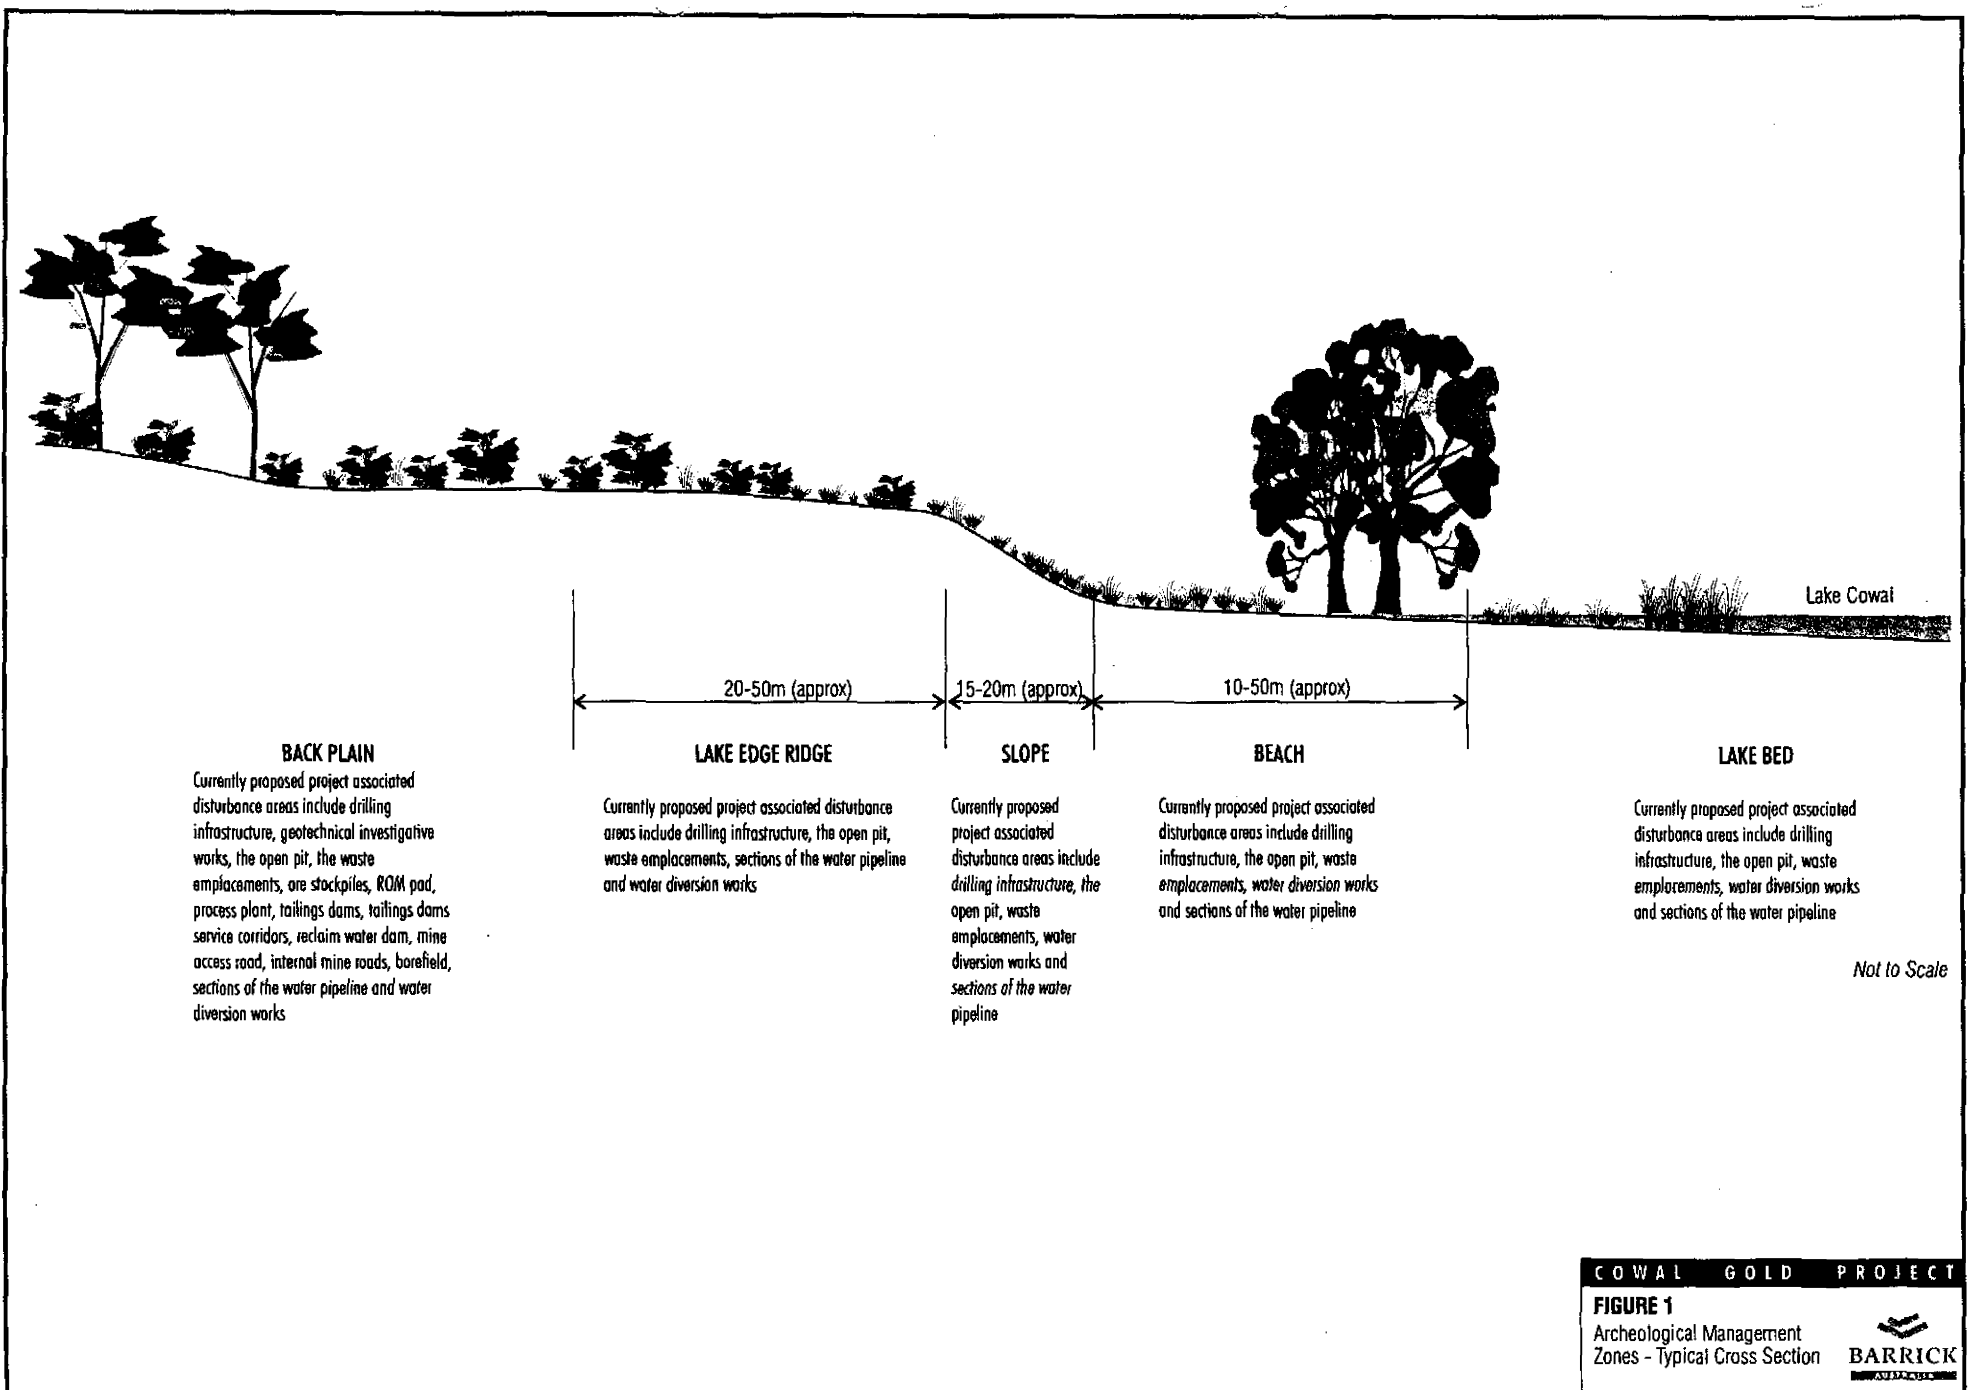 Lake Cowal
20-50m (approx)
15-20m (approx)
10-50m (approx)
BACK PLAIN
Currently proposed project associated
disturbance areas include drilling
infrastructure, geotechnical investigative
works, the open pit, the waste
emplacements, ore stockpiles, ROM pad,
process plant, tailings dams, tailings dams
service corridors, reclaim water dam, mine
access road, internal mine roads, borefield,
sections of the water pipeline and water
diversion works
LAKE EDGE RIDGE
Currently proposed project associated disturbance
areas include drilling infrastructure, the open pit,
waste emplacements, sections of the water pipeline
and water diversion works
SLOPE
Currently proposed
project associated
disturbance areas include
drilling infrastructure, the
open pit, waste
emplacements, water
diversion works and
sections of the water
pipeline
BEACH
Currently proposed project associated
disturbance areas include drilling
infrastructure, the open pit, waste
emplacements, water diversion works
and sections of the water pipeline
LAKE BED
Currently proposed project associated
disturbance areas include drilling
infrastructure, the open pit, waste
emplacements, water diversion works
and sections of the water pipeline
Not to Scale
COWAL GOLD PROJECT
FIGURE 1
Archeological Management
Zones - Typical Cross Section
BARRICK
AUSTRALIA